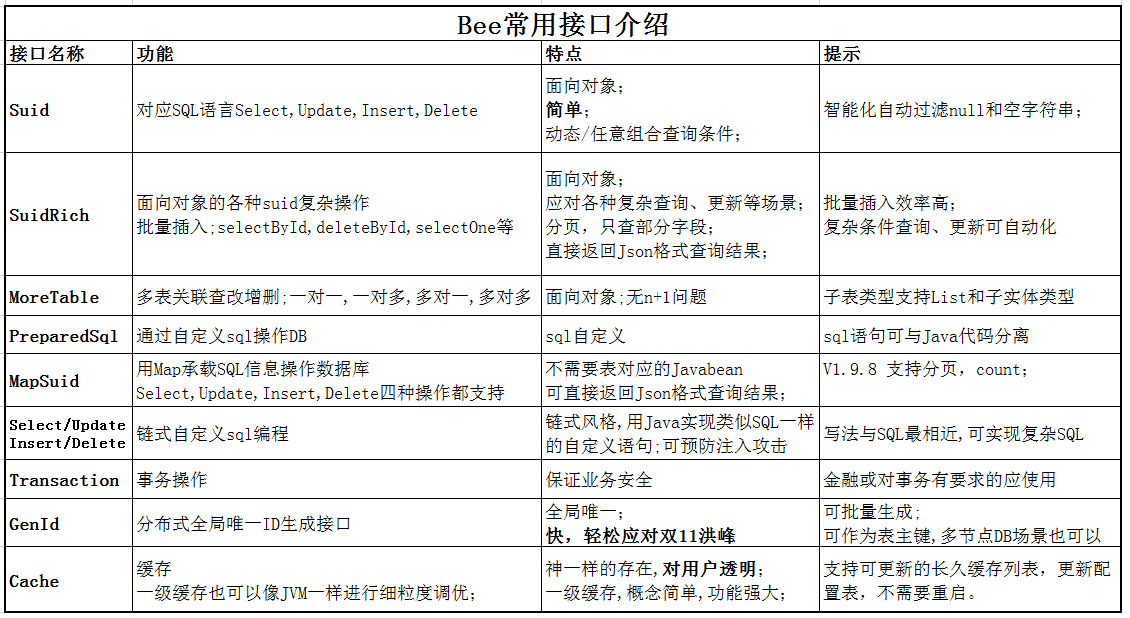 Bee常用接口介绍
接口名称 功能 特点 提示
Suid
对应SQL语言Select,Update,Insert,Delete
面向对象;
简单;
动态/任意组合查询条件;
智能化自动过滤null和空字符串;
SuidRich
面向对象的各种suid复杂操作
批量插入;selectById,deleteById,selectOne等
面向对象;
应对各种复杂查询、更新等场景;
分页，只查部分字段;
直接返回Json格式查询结果;
批量插入效率高;
复杂条件查询、更新可自动化
MoreTable
多表关联查改增删;一对一,一对多,多对一,多对多
面向对象;无n+1问题
子表类型支持List和子实体类型
PreparedSql
通过自定义sql操作DB
sql自定义
sql语句可与Java代码分离
MapSuid
用Map承载SQL信息操作数据库
Select,Update,Insert,Delete四种操作都支持
不需要表对应的Javabean
可直接返回Json格式查询结果;
V1.9.8 支持分页，count;
Select/Update
Insert/Delete
链式自定义sql编程
链式风格,用Java实现类似SQL一样
的自定义语句;可预防注入攻击
写法与SQL最相近,可实现复杂SQL
Transaction
事务操作
保证业务安全
金融或对事务有要求的应使用
GenId
分布式全局唯一ID生成接口
全局唯一;
快，轻松应对双11洪峰
可批量生成;
可作为表主键,多节点DB场景也可以
Cache
缓存
一级缓存也可以像JVM一样进行细粒度调优;
神一样的存在,对用户透明;
一级缓存,概念简单,功能强大;
支持可更新的长久缓存列表，更新配
置表，不需要重启。